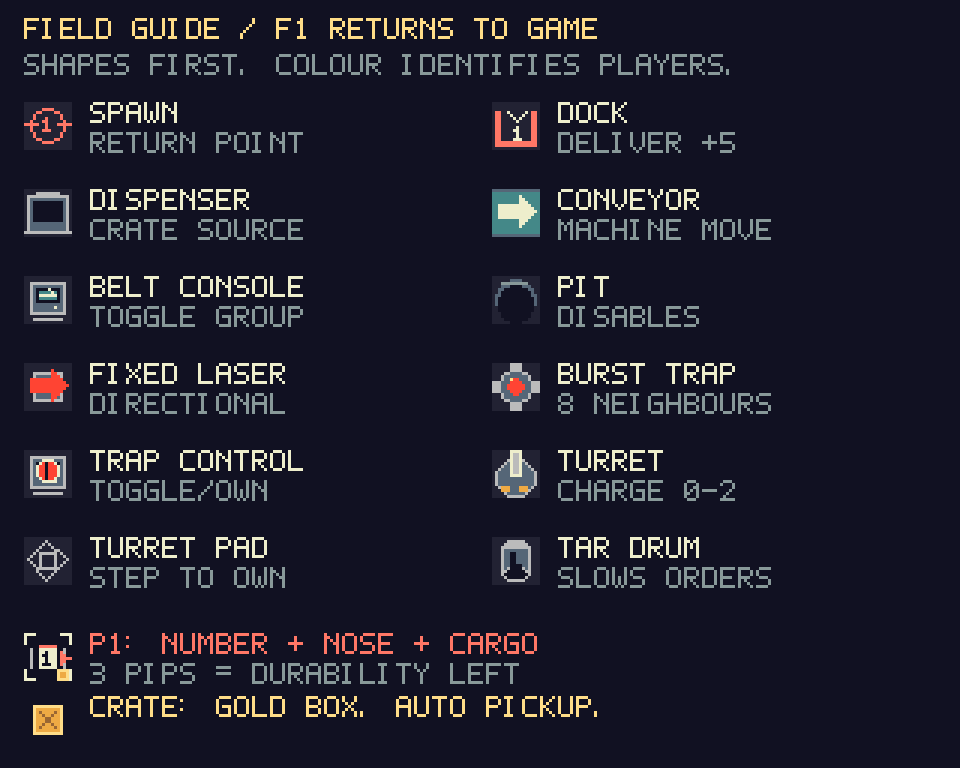 FIELD GUIDE / F1 RETURNS TO GAME
SHAPES FIRST. COLOUR IDENTIFIES PLAYERS.
1
SPAWN
RETURN POINT
1
DOCK
DELIVER +5
DISPENSER
CRATE SOURCE
CONVEYOR
MACHINE MOVE
BELT CONSOLE
TOGGLE GROUP
PIT
DISABLES
FIXED LASER
DIRECTIONAL
BURST TRAP
8 NEIGHBOURS
TRAP CONTROL
TOGGLE/OWN
TURRET
CHARGE 0-2
TURRET PAD
STEP TO OWN
TAR DRUM
SLOWS ORDERS
1
P1: NUMBER + NOSE + CARGO
3 PIPS = DURABILITY LEFT
CRATE: GOLD BOX. AUTO PICKUP.